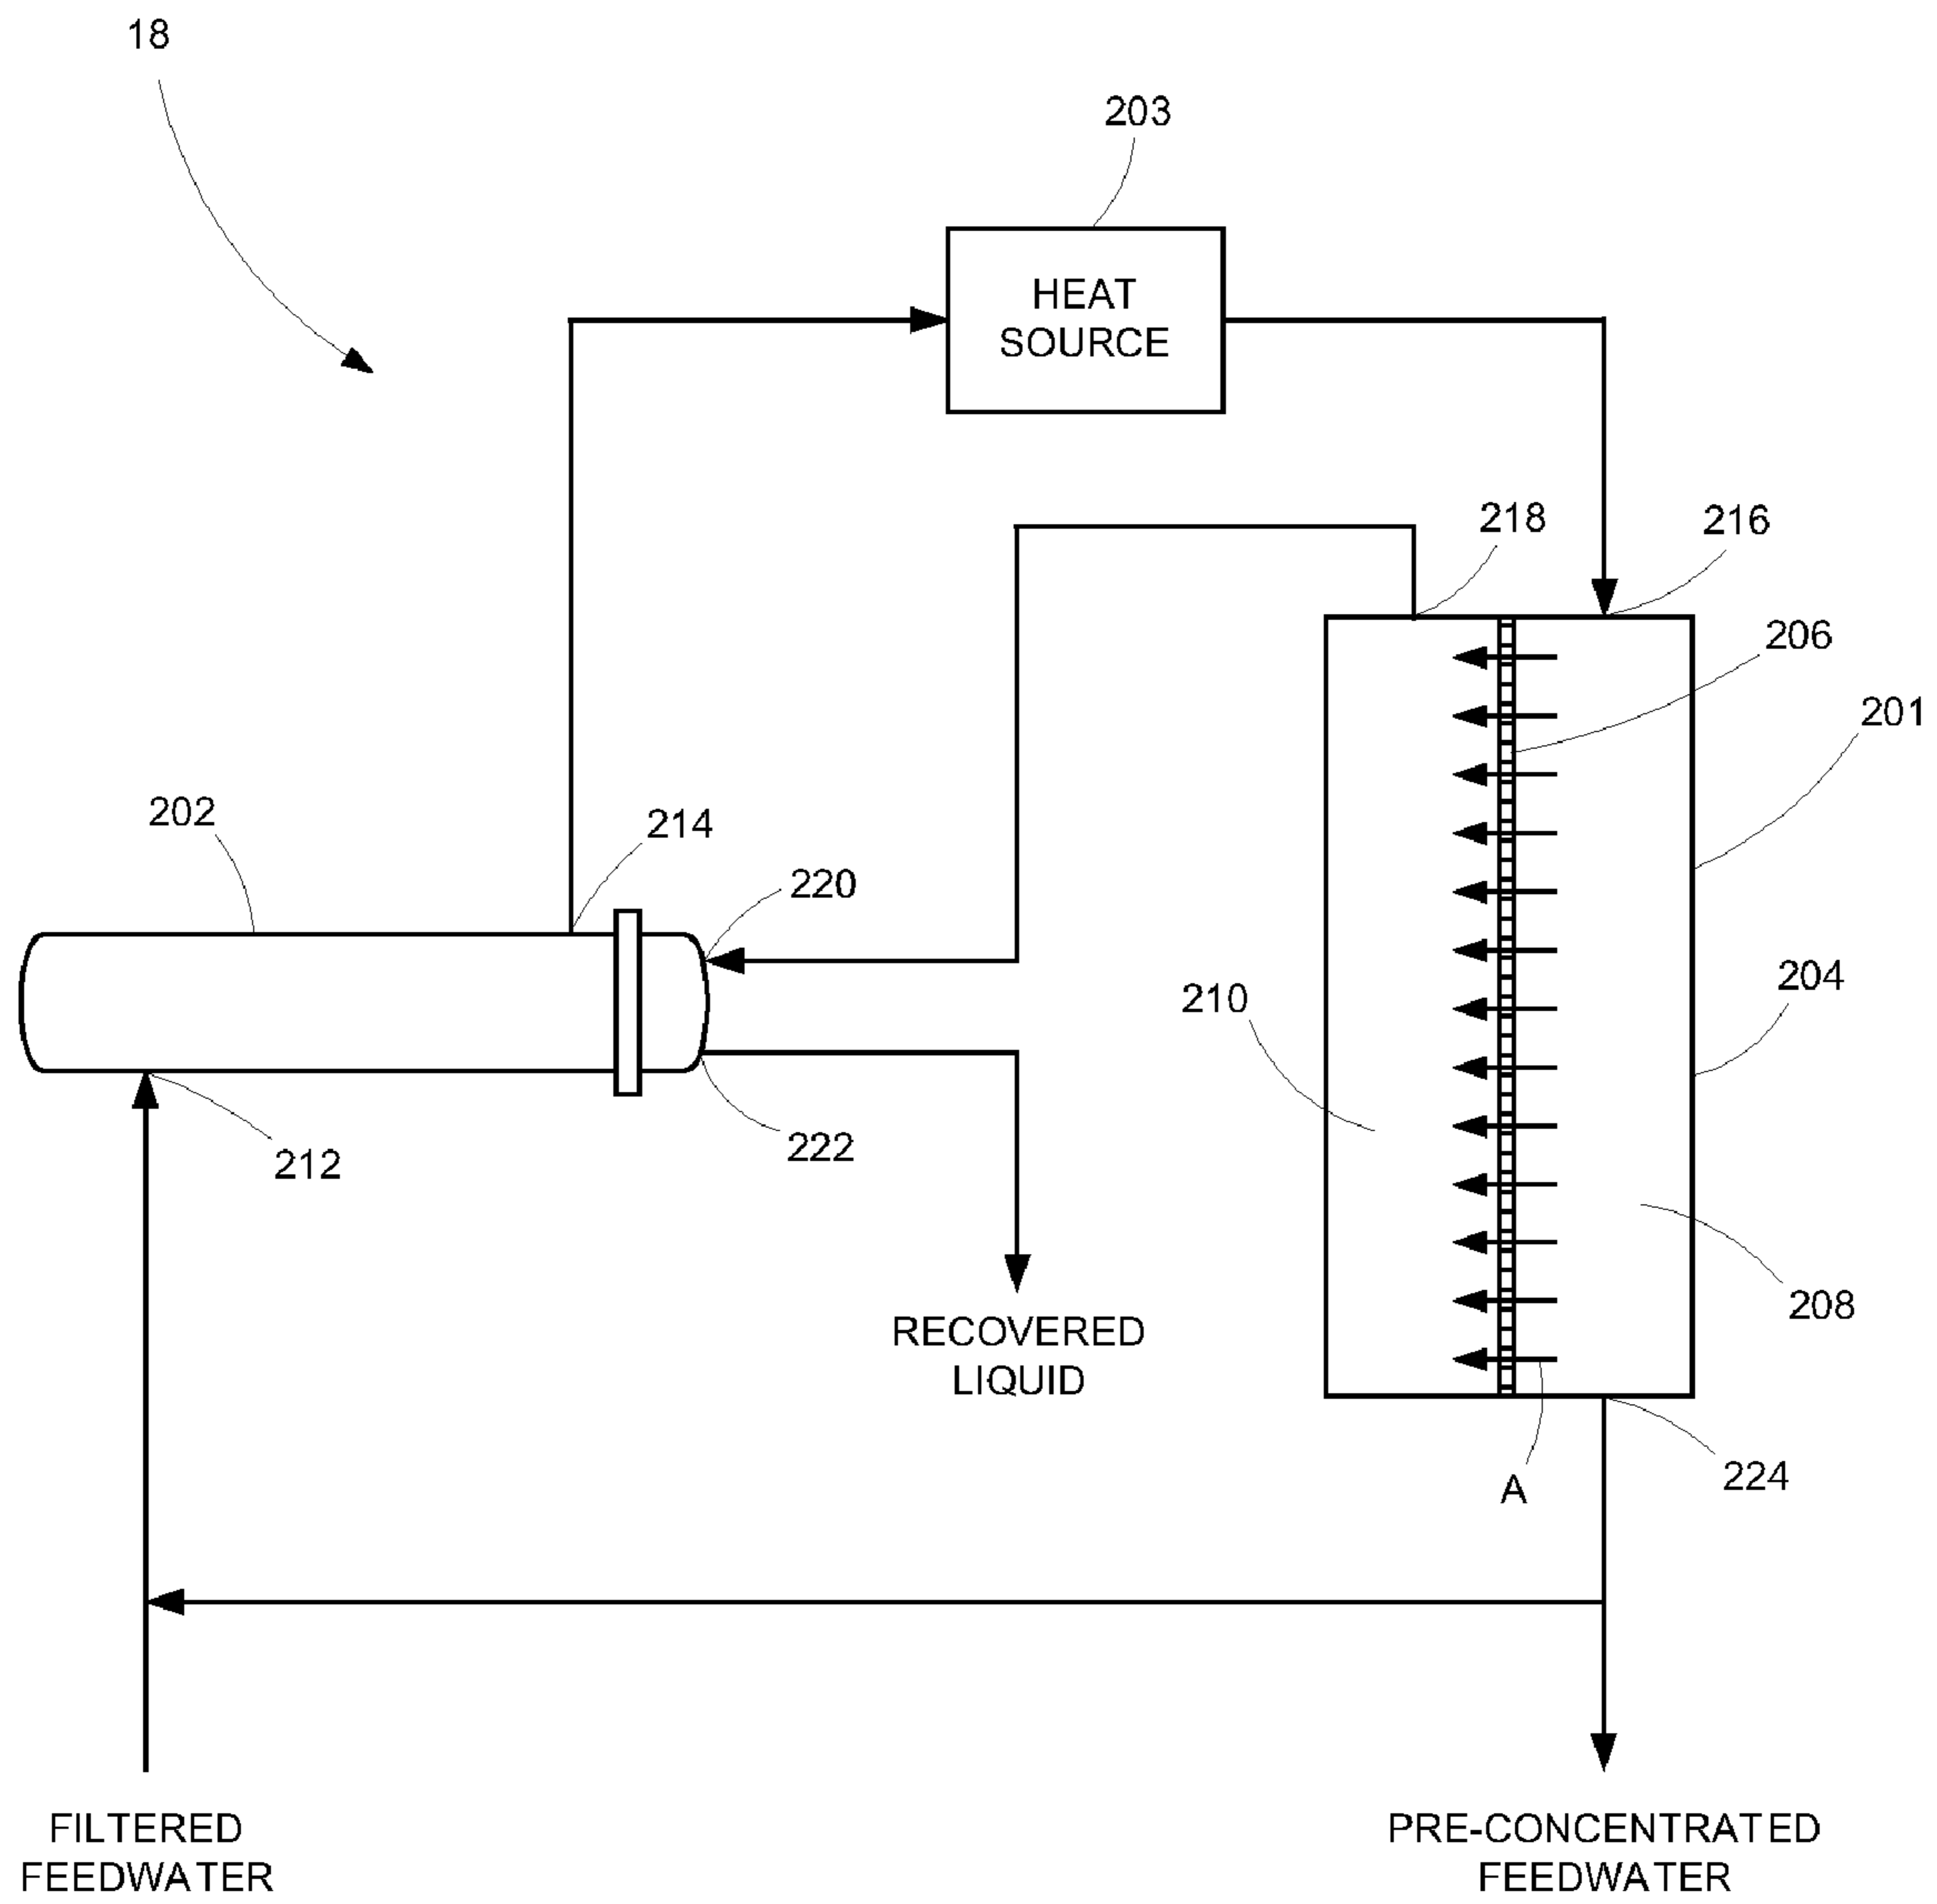 18
203
HEAT
SOURCE
218
216
206
201
202
214
220
204
210
222
212
208
RECOVERED
LIQUID
224
A
FILTERED
FEEDWATER
PRE-CONCENTRATED
FEEDWATER